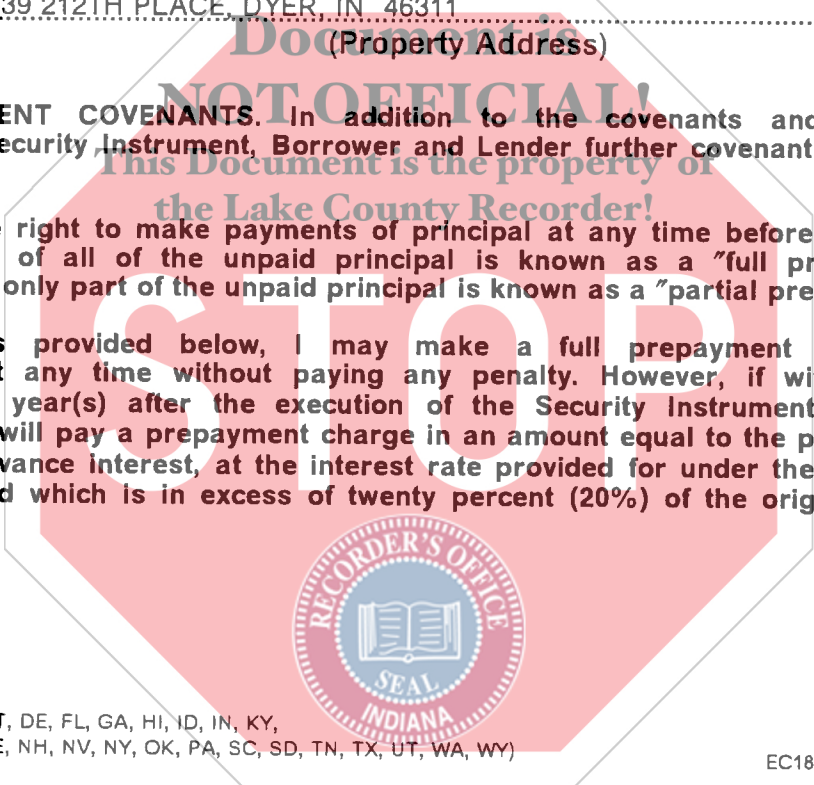 39 212TH PLACE, DYER, IN 46311
Document is
(Property Address)
NOT OFFICIAL!
ENT COVENANTS. In addition to the covenants and
ecurity Instrument, Borrower and Lender further covenant
This Document is the property of
the Lake County Recorder!
right to make payments of principal at any time before
of all of the unpaid principal is known as a "full pr
only part of the unpaid principal is known as a "partial pre
STOP
s provided below, I may make a full prepayment
t any time without paying any penalty. However, if wi
year(s) after the execution of the Security Instrument
will pay a prepayment charge in an amount equal to the p
vance interest, at the interest rate provided for under the
d which is in excess of twenty percent (20%) of the orig
RECORDER'S OFFICE
SEAL
INDIANA
T, DE, FL, GA, HI, ID, IN, KY,
E, NH, NV, NY, OK, PA, SC, SD, TN, TX, UT, WA, WY)
EC18